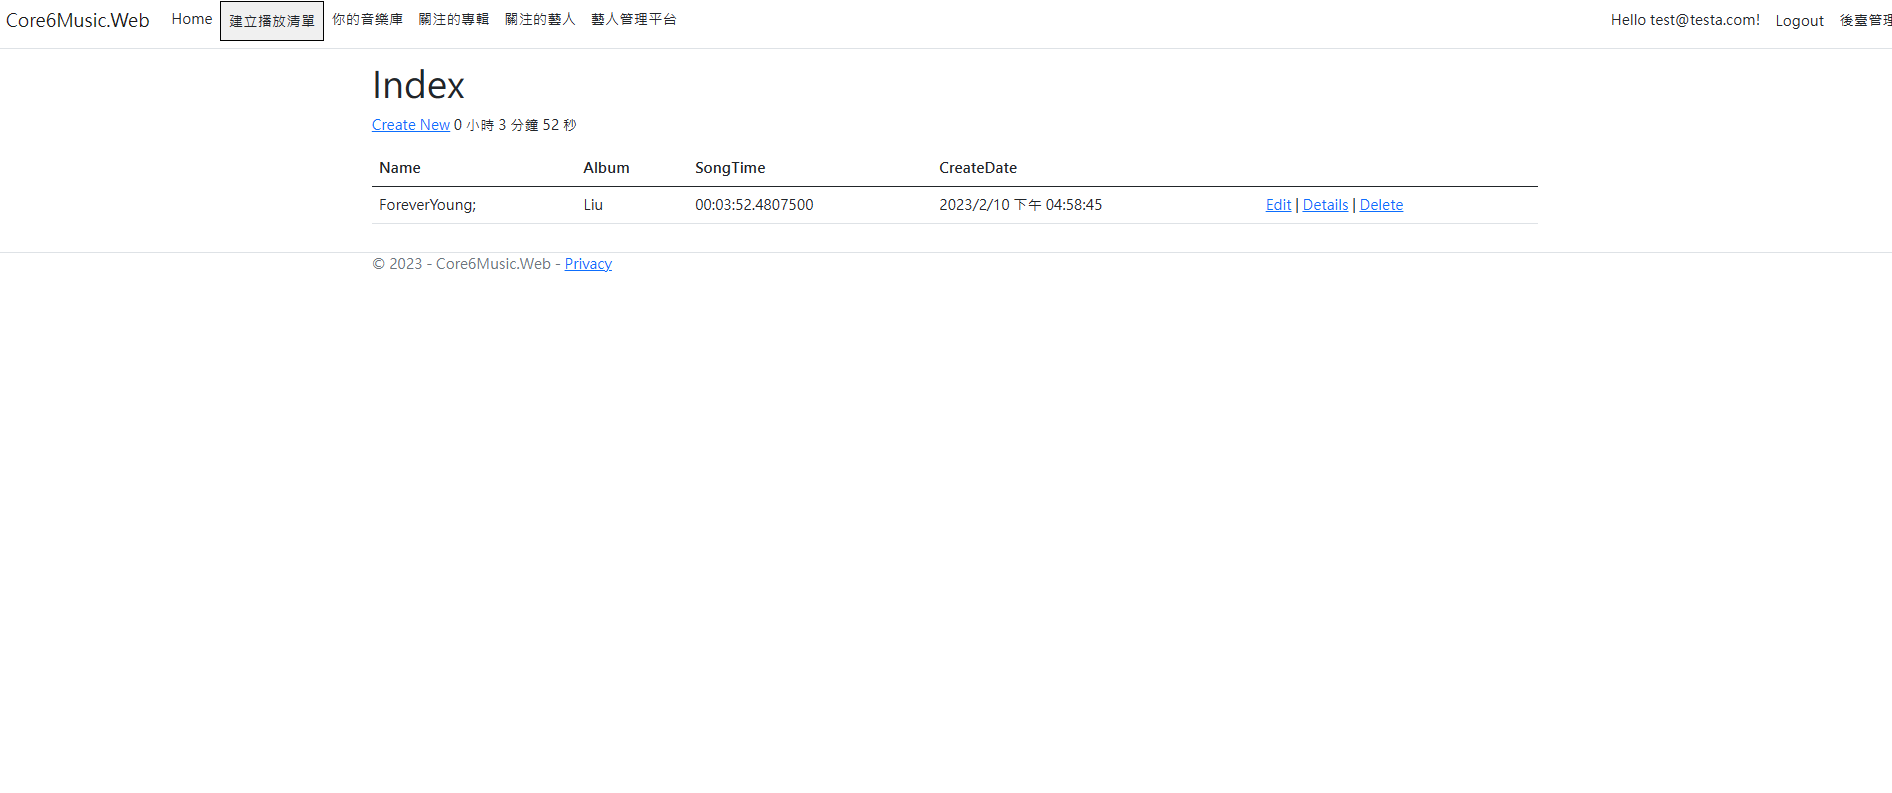 Core6Music.Web Home 建立播放清單 你的音樂庫 關注的專輯 關注的藝人 藝人管理平台 Hello test@testa.com! Logout 後臺管理
Index
Create New 0 小時 3 分鐘 52 秒
Name Album SongTime CreateDate
ForeverYoung; Liu 00:03:52.4807500 2023/2/10 下午 04:58:45 Edit | Details | Delete
© 2023 - Core6Music.Web - Privacy